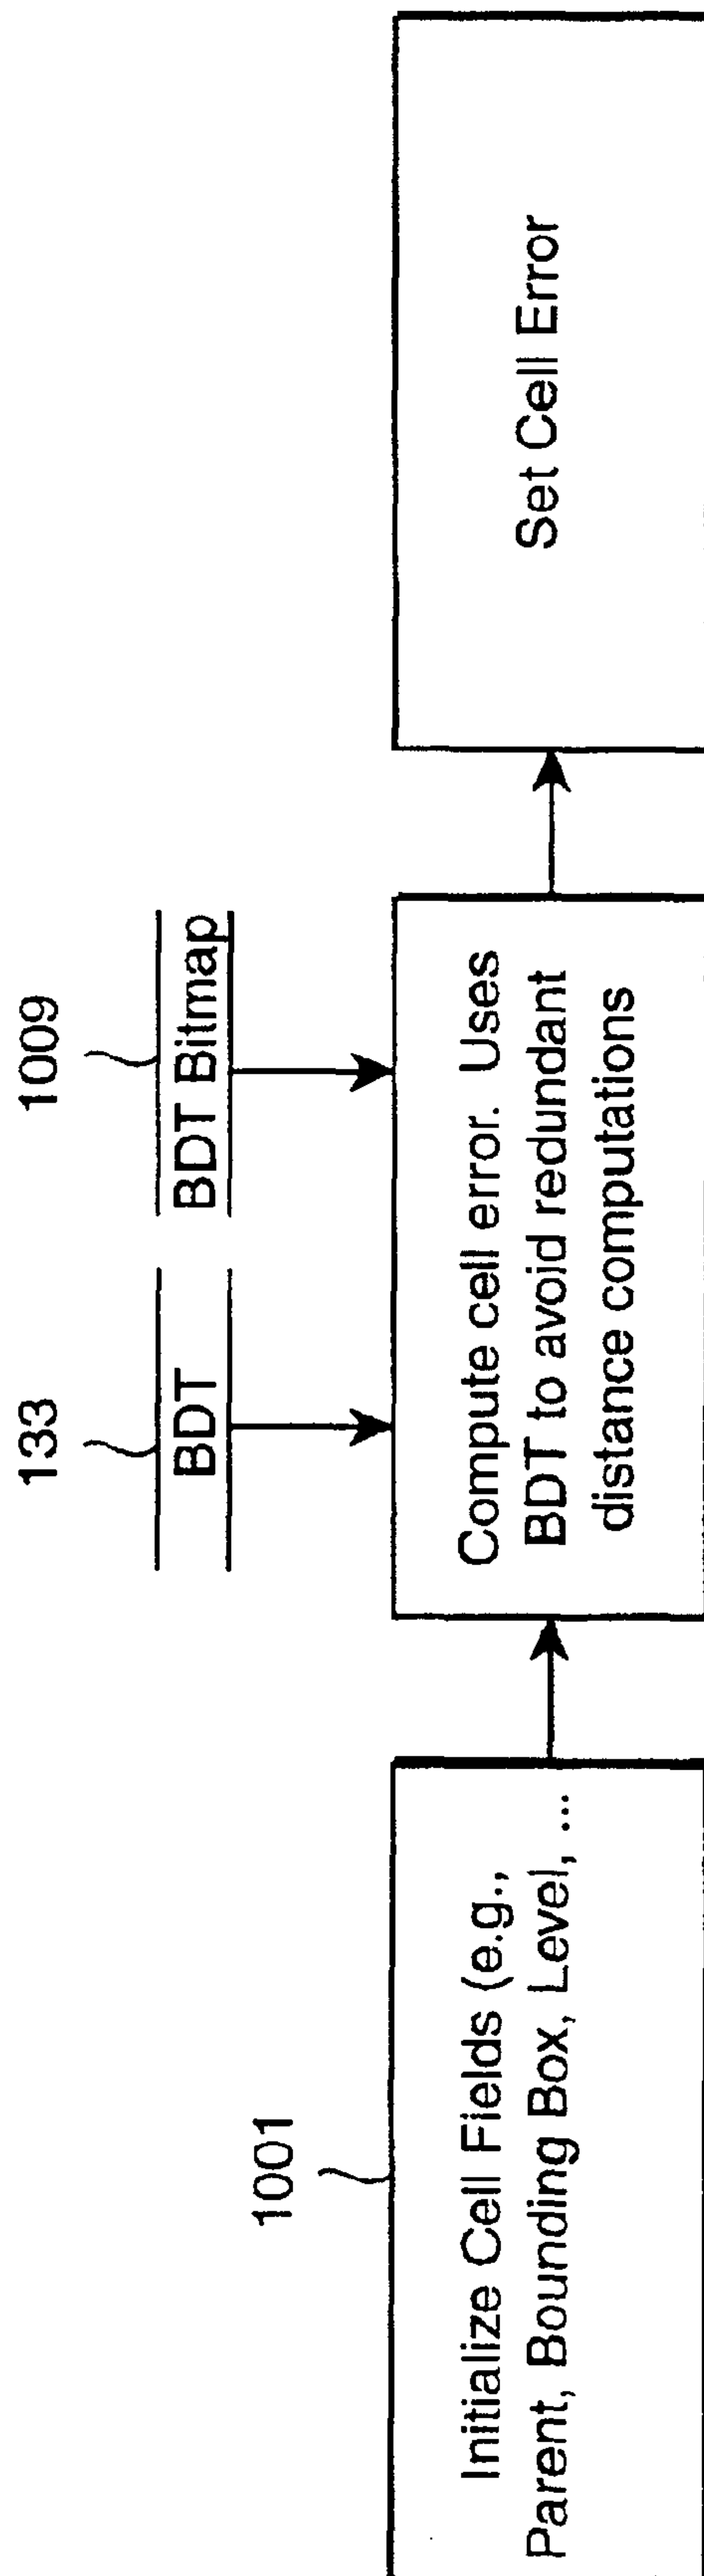 133
1009
BDT
BDT Bitmap
1001
Initialize Cell Fields (e.g.,
Parent, Bounding Box, Level, ...
Compute cell error. Uses
BDT to avoid redundant
distance computations
Set Cell Error